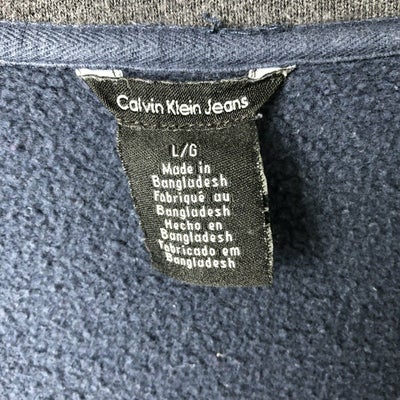 Calvin Klein Jeans
L/G
Made in
Bangladesh
Fabriqué au
Bangladesh
Hecho en
Bangladesh
Fabricado em
Bangladesh